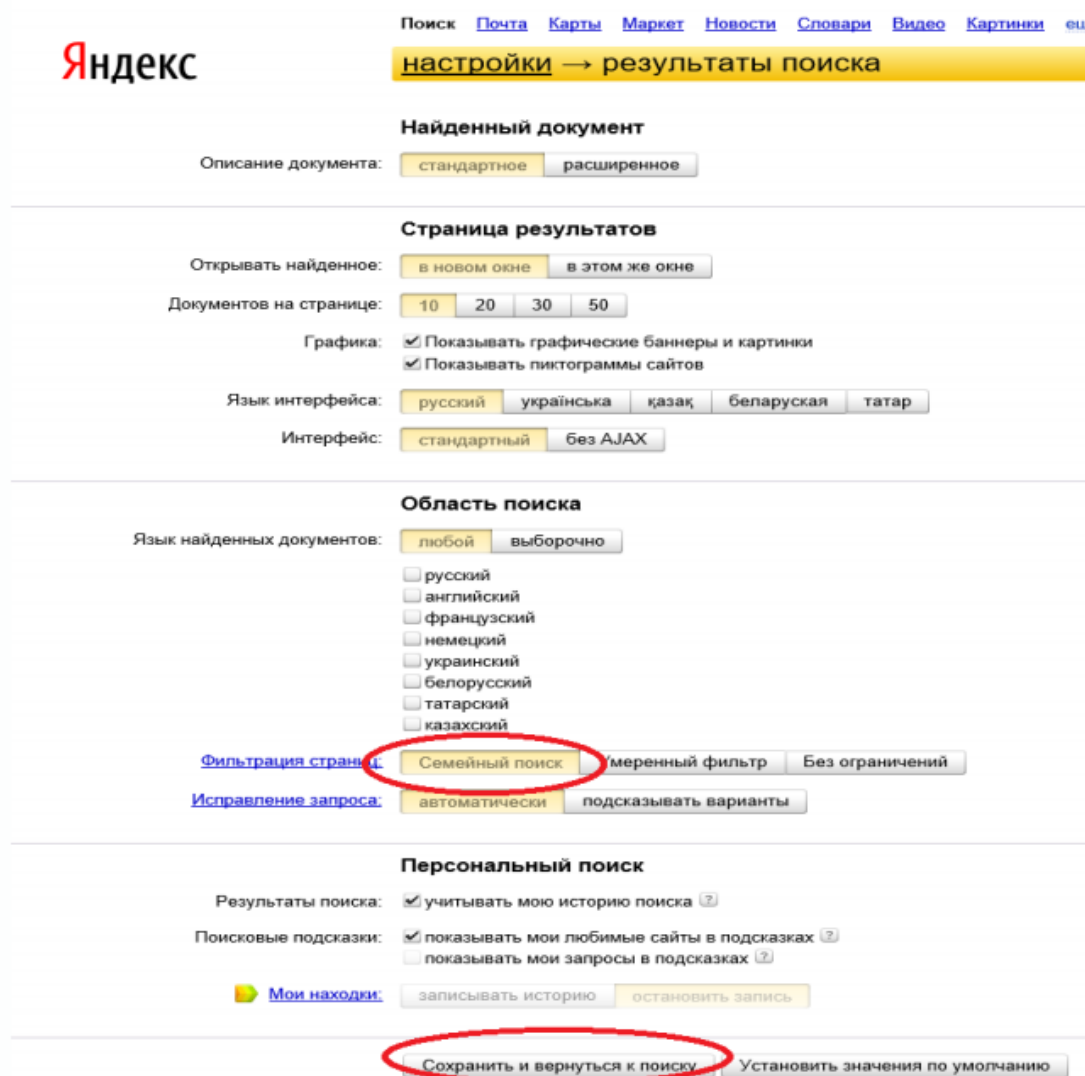 Поиск Почта Карты Маркет Новости Словари Видео Картинки
Яндекс
настройки → результаты поиска
Найденный документ
Описание документа: стандартное расширенное
Страница результатов
Открывать найденное: в новом окне в этом же окне
Документов на странице: 10 20 30 50
Графика: Показывать графические баннеры и картинки
Показывать пиктограммы сайтов
Язык интерфейса: русский українська қазақ беларуская татар
Интерфейс: стандартный без AJAX
Область поиска
Язык найденных документов: любой выборочно
русский
английский
французский
немецкий
украинский
белорусский
татарский
казахский
Фильтрация страниц: Семейный поиск Умеренный фильтр Без ограничений
Исправление запроса: автоматически подсказывать варианты
Персональный поиск
Результаты поиска: учитывать мою историю поиска ?
Поисковые подсказки: показывать мои любимые сайты в подсказках ?
показывать мои запросы в подсказках ?
Мои находки: записывать историю остановить запись
Сохранить и вернуться к поиску Установить значения по умолчанию